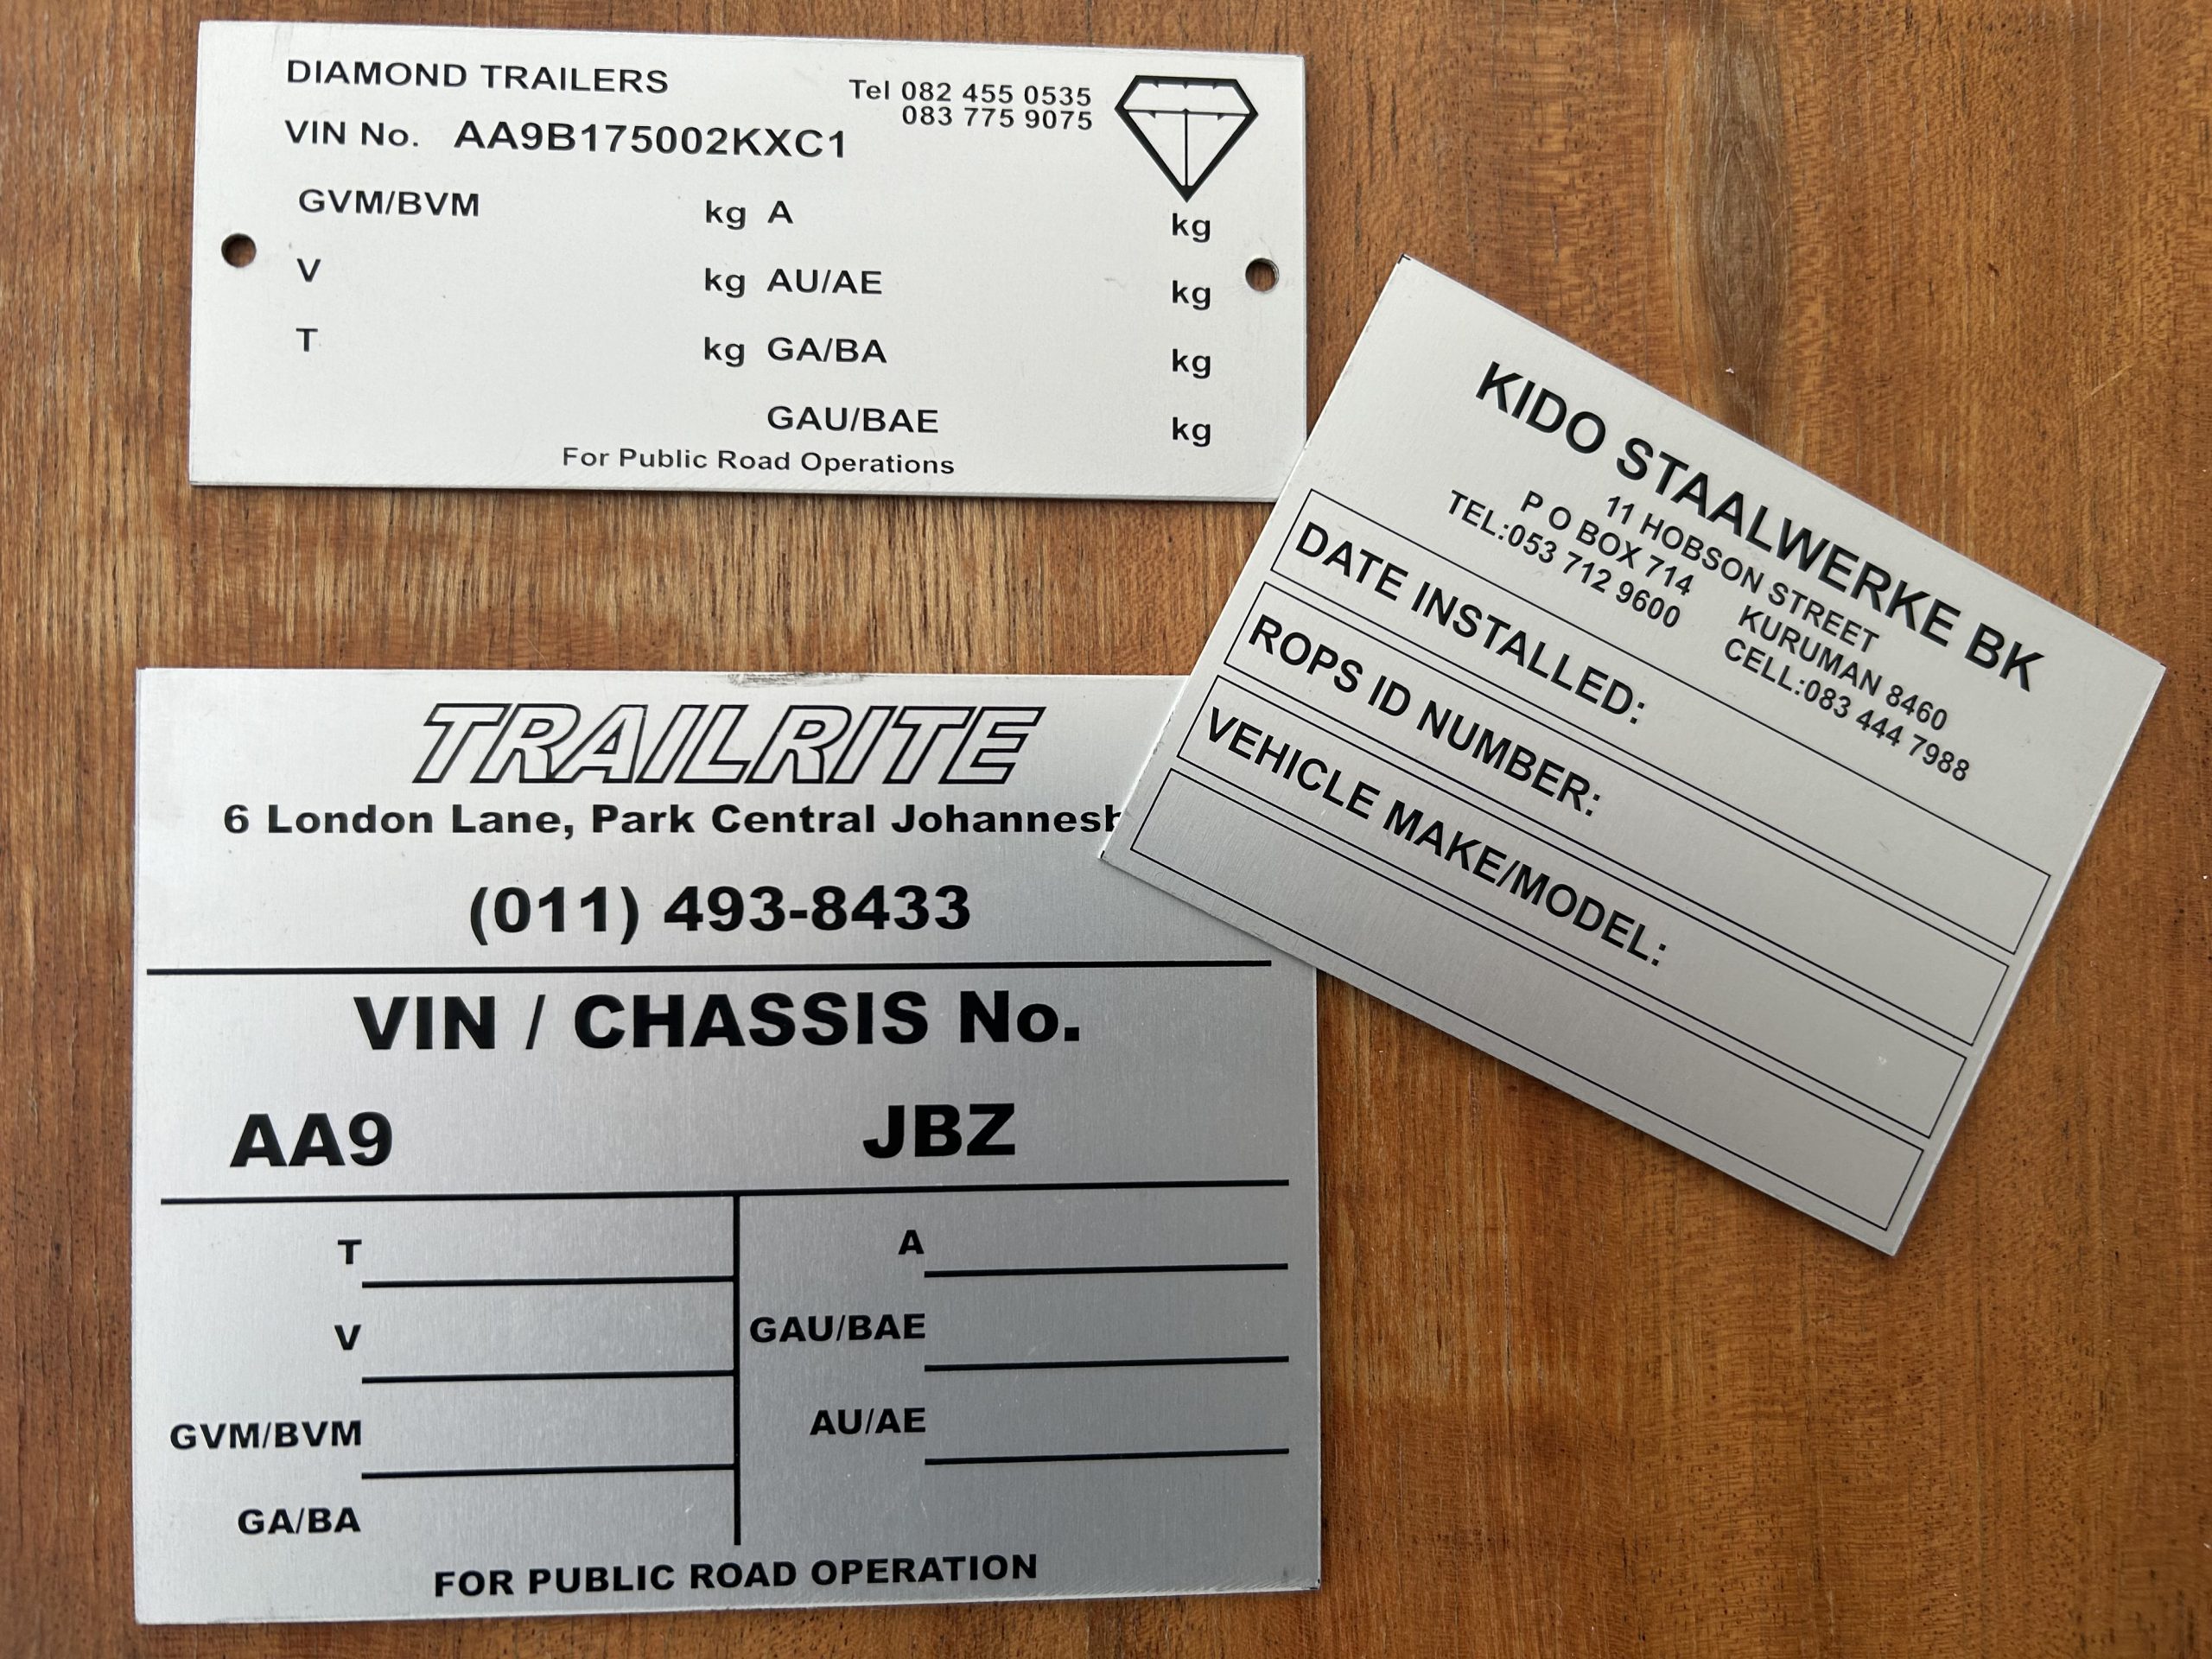 DIAMOND TRAILERS
Tel 082 455 0535
083 775 9075
VIN No. AA9B175002KXC1
GVM/BVM kg A kg
V kg AU/AE kg
T kg GA/BA kg
GAU/BAE kg
For Public Road Operations
KIDO STAALWERKE BK
11 HOBSON STREET
P O BOX 714 KURUMAN 8460
TEL:053 712 9600 CELL:083 444 7988
DATE INSTALLED:
ROPS ID NUMBER:
VEHICLE MAKE/MODEL:
TRAILRITE
6 London Lane, Park Central
(011) 493-8433
VIN / CHASSIS No.
AA9 JBZ
T A
V GAU/BAE
GVM/BVM AU/AE
GA/BA
FOR PUBLIC ROAD OPERATION